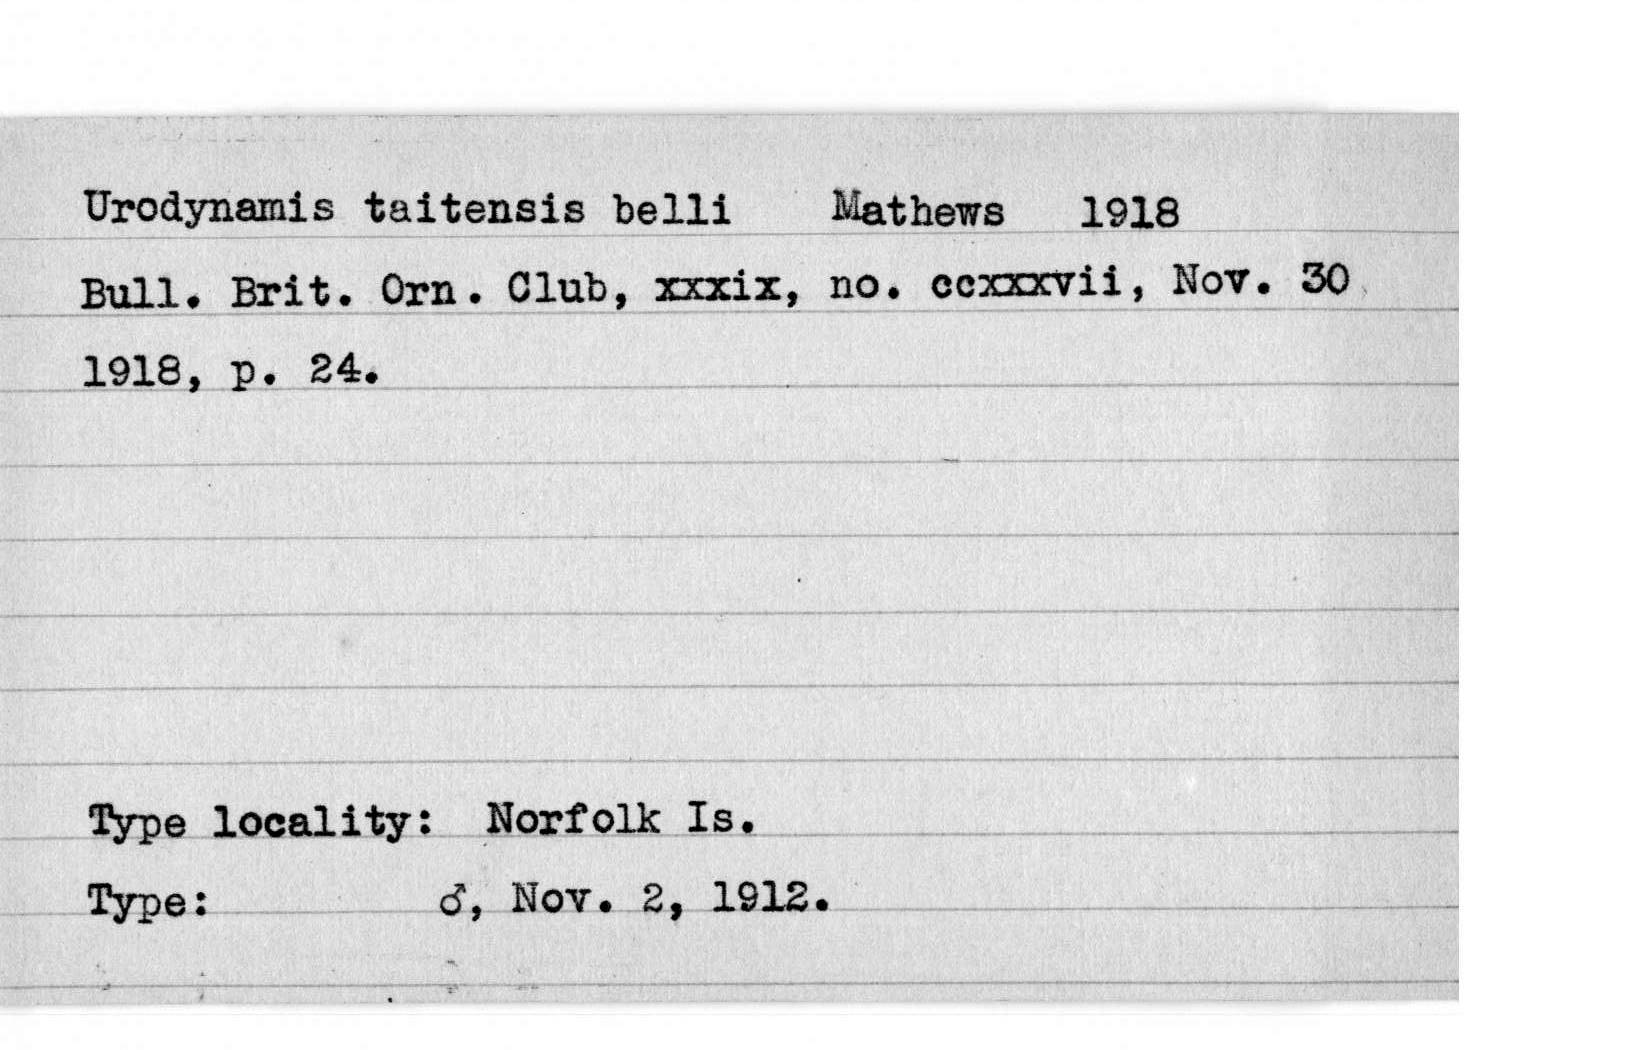 Urodynamis taitensis belli Mathews 1918
Bull. Brit. Orn. Club, xxxix, no. ccxxxvii, Nov. 30,
1918, p. 24.
Type locality: Norfolk Is.
Type: ♂, Nov. 2, 1912.